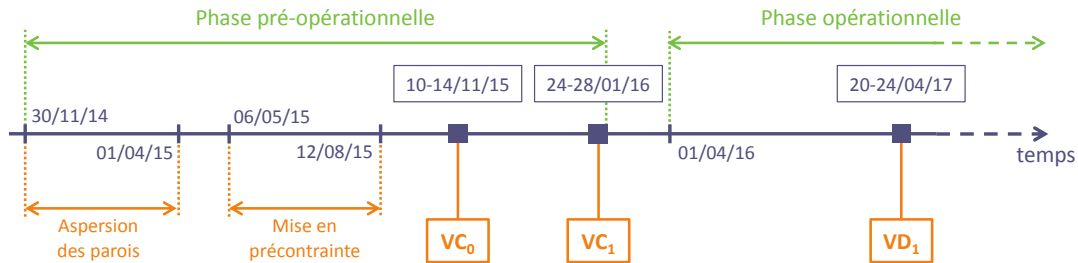 Phase pré-opérationnelle
Phase opérationnelle
10-14/11/15
24-28/01/16
20-24/04/17
30/11/14
06/05/15
01/04/15
12/08/15
01/04/16
temps
Aspersion
des parois
Mise en
précontrainte
VC0
VC1
VD1